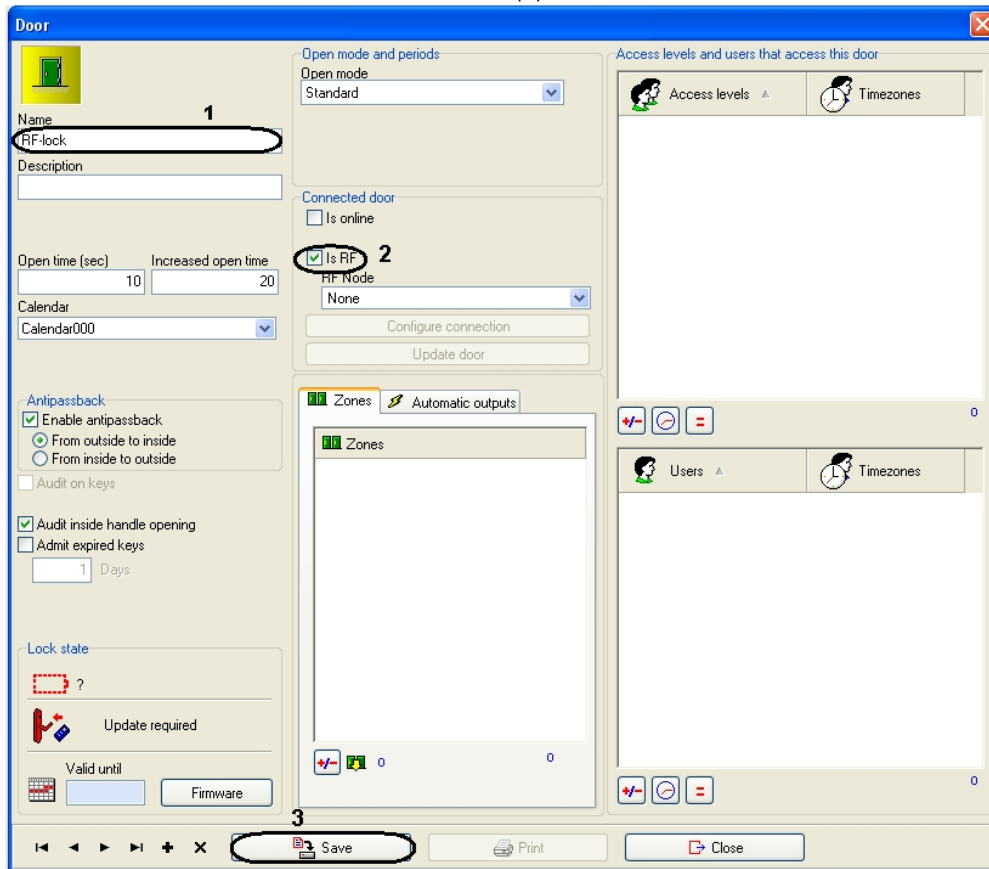 Door
Name
1
RF-lock
Description
Open time (sec)
Increased open time
10
20
Calendar
Calendar000
Antipassback
Enable antipassback
From outside to inside
From inside to outside
Audit on keys
Audit inside handle opening
Admit expired keys
1 Days
Lock state
?
Update required
Valid until
Firmware
Open mode and periods
Open mode
Standard
Connected door
Is online
Is RF 2
RF Node
None
Configure connection
Update door
Zones
Automatic outputs
Zones
+/- 0
0
Access levels and users that access this door
Access levels
Timezones
+/- =
0
Users
Timezones
+/- =
0
3
Save
Print
Close